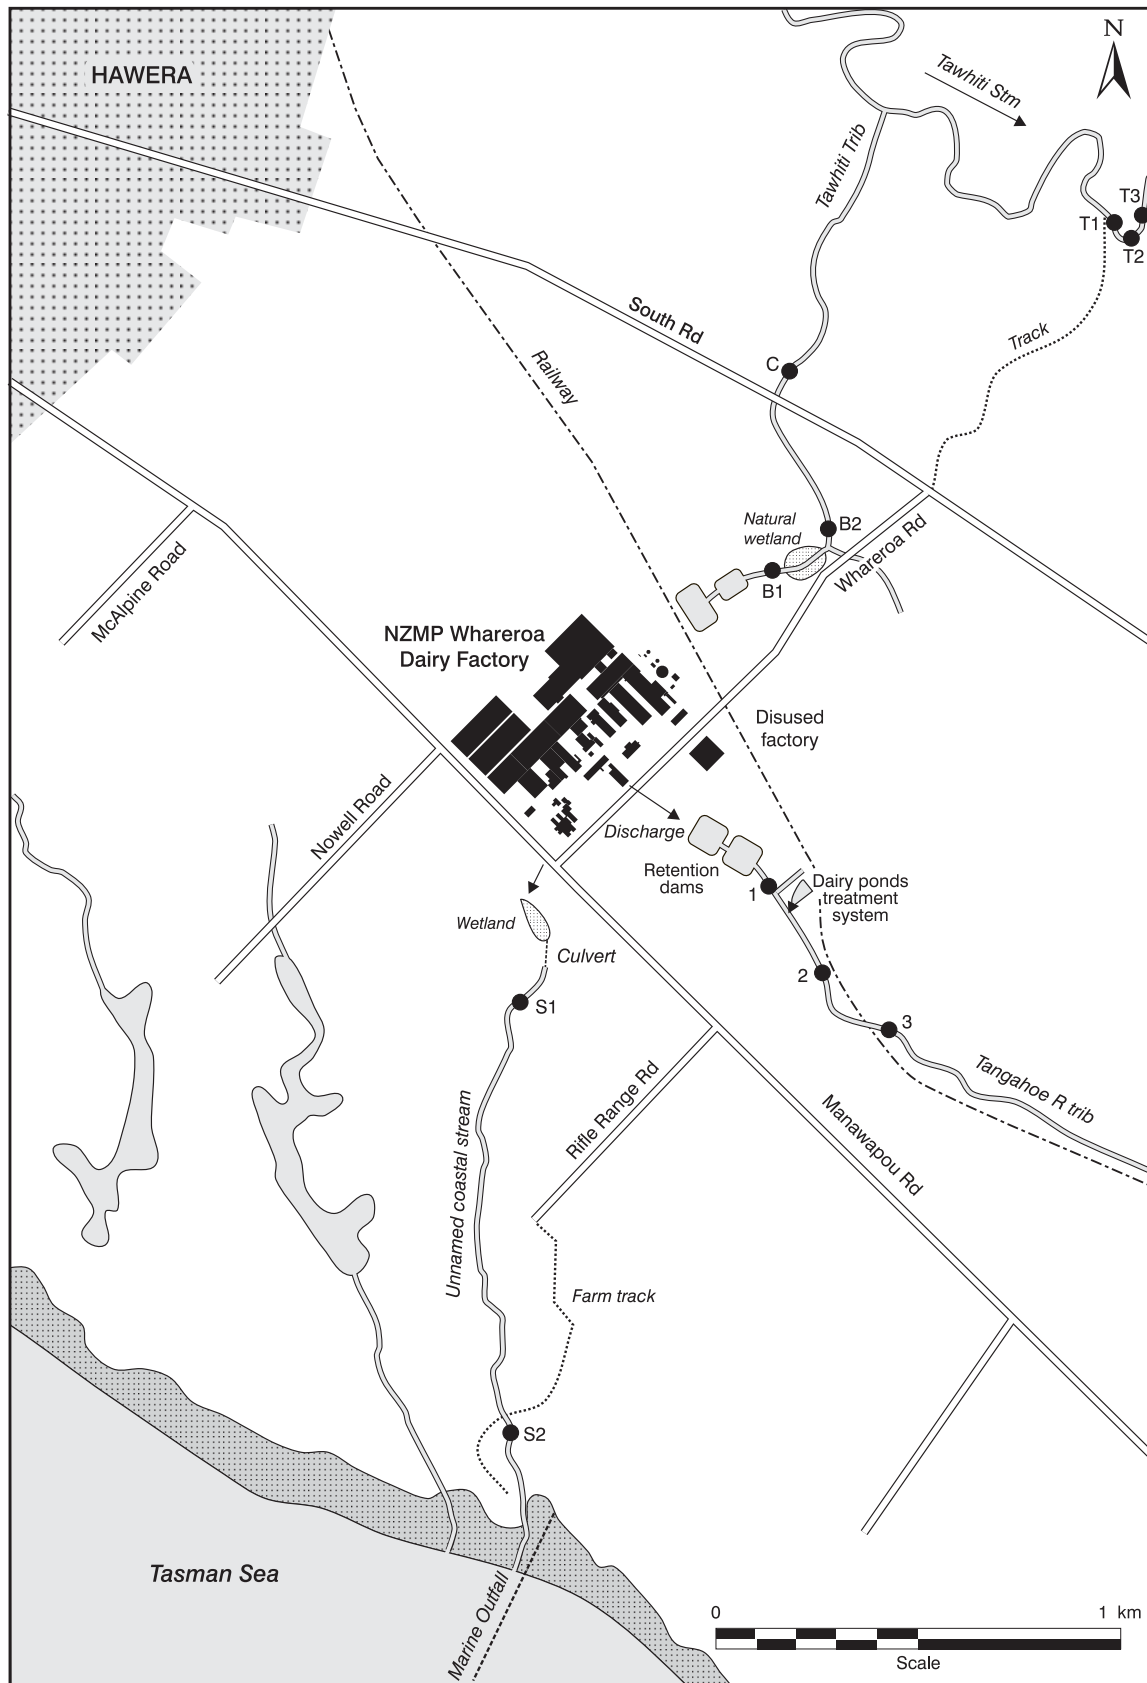 N
HAWERA
Tawhiti Stm
Tawhiti Trib
T3
T1
T2
South Rd
Track
Railway
C
Natural
wetland
B2
B1
Whareroa Rd
McAlpine Road
NZMP Whareroa
Dairy Factory
Disused
factory
Nowell Road
Discharge
Retention
dams
1
Dairy ponds
treatment
system
Wetland
Culvert
2
S1
3
Tangahoe R trib
Rifle Range Rd
Manawapou Rd
Unnamed coastal stream
Farm track
S2
Tasman Sea
Marine Outfall
0
1 km
Scale